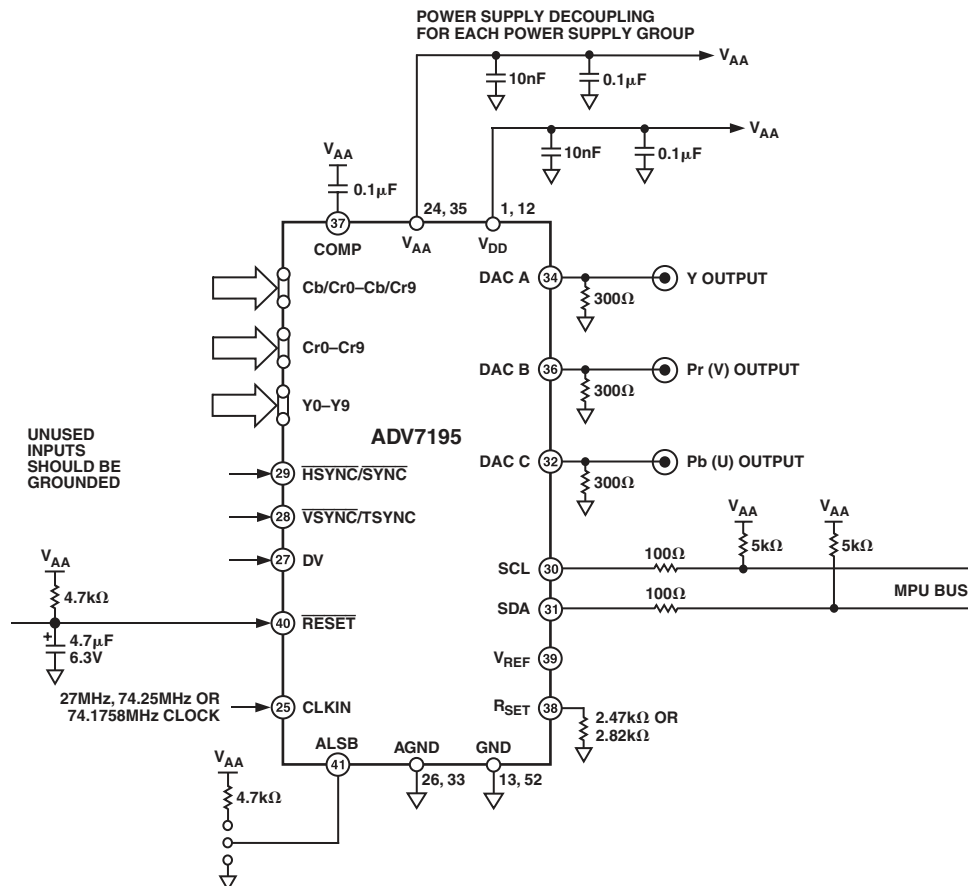 POWER SUPPLY DECOUPLING
FOR EACH POWER SUPPLY GROUP
VAA
10nF
0.1µF
VAA
10nF
0.1µF
VAA
0.1µF
24, 35
1, 12
37
COMP
VAA
VDD
Cb/Cr0–Cb/Cr9
DAC A
34
Y OUTPUT
300Ω
Cr0–Cr9
DAC B
36
Pr (V) OUTPUT
300Ω
Y0–Y9
ADV7195
UNUSED
INPUTS
SHOULD BE
GROUNDED
DAC C
32
Pb (U) OUTPUT
300Ω
29
HSYNC/SYNC
28
VSYNC/TSYNC
VAA
VAA
5kΩ
5kΩ
27
DV
VAA
4.7kΩ
SCL
30
100Ω
MPU BUS
SDA
31
100Ω
40
RESET
+
4.7µF
6.3V
VREF
39
27MHz, 74.25MHz OR
74.1758MHz CLOCK
25
CLKIN
RSET
38
2.47kΩ OR
2.82kΩ
ALSB
AGND
GND
41
26, 33
13, 52
VAA
4.7kΩ